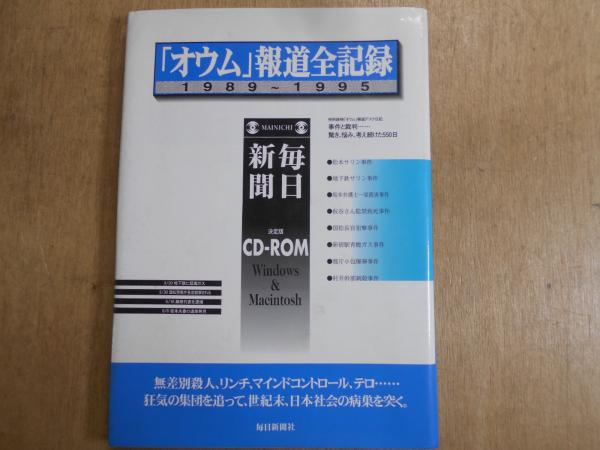 「オウム」報道全記録
1989~1995
MAINICHI
毎日
新聞
決定版
CD-ROM
Windows
&
Macintosh
事件と裁判……
驚き、悩み、考え続けた550日
●松本サリン事件
●地下鉄サリン事件
●坂本弁護士一家殺害事件
●仮谷さん監禁致死事件
●国松長官狙撃事件
●新宿駅青酸ガス事件
●都庁小包爆弾事件
●村井幹部刺殺事件
無差別殺人、リンチ、マインドコントロール、テロ……
狂気の集団を追って、世紀末、日本社会の病巣を突く。
毎日新聞社